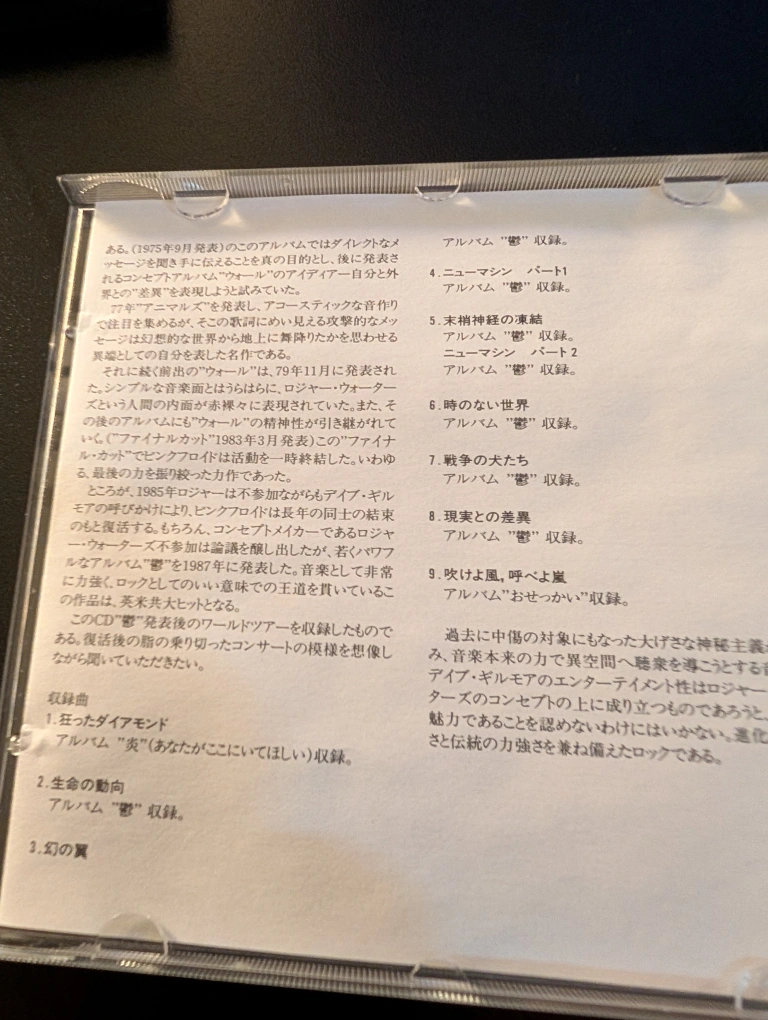 ある。(1975年9月発表)のこのアルバムではダイレクトなメ
ッセージを聞き手に伝えることを真の目的とし、後に発表さ
れるコンセプトアルバム"ウォール"のアイディアー自分と外
界との"差異"を表現しようと試みていた。
77年"アニマルズ"を発表し、アコースティックな音作り
で注目を集めるが、そこの歌詞にめい見える攻撃的なメッ
セージは幻想的な世界から地上に舞降りたかを思わせる
異端としての自分を表した名作である。
それに続く前出の"ウォール"は、79年11月に発表され
た。シンプルな音楽面とはうらはらに、ロジャー・ウォーター
ズという人間の内面が赤裸々に表現されていた。また、そ
の後のアルバムにも"ウォール"の精神性が引き継がれて
いく。("ファイナルカット"1983年3月発表)この"ファイナ
ル・カット"でピンクフロイドは活動を一時終結した。いわゆ
る、最後の力を振り絞った力作であった。
ところが、1985年ロジャーは不参加ながらもデイブ・ギル
モアの呼びかけにより、ピンクフロイドは長年の同士の結束
のもと復活する。もちろん、コンセプトメイカーであるロジャ
ー・ウォーターズ不参加は論議を醸し出したが、若くパワフ
ルなアルバム"鬱"を1987年に発表した。音楽として非常
に力強く、ロックとしてのいい意味での王道を貫いているこ
の作品は、英米共大ヒットとなる。
このCD"鬱"発表後のワールドツアーを収録したもので
ある。復活後の脂の乗り切ったコンサートの模様を想像し
ながら聞いていただきたい。
収録曲
1.狂ったダイアモンド
アルバム "炎"(あなたがここにいてほしい)収録。
2.生命の動向
アルバム "鬱" 収録。
3.幻の翼
アルバム "鬱" 収録。
4.ニューマシン パート1
アルバム "鬱" 収録。
5.末梢神経の凍結
アルバム "鬱" 収録。
ニューマシン パート2
アルバム "鬱" 収録。
6.時のない世界
アルバム "鬱" 収録。
7.戦争の犬たち
アルバム "鬱" 収録。
8.現実との差異
アルバム "鬱" 収録。
9.吹けよ風,呼べよ嵐
アルバム"おせっかい"収録。
過去に中傷の対象にもなった大げさな神秘主義
み、音楽本来の力で異空間へ聴衆を導こうとする
デイブ・ギルモアのエンターテイメント性はロジャー
ターズのコンセプトの上に成り立つものであろうと、
魅力であることを認めないわけにはいかない。進化
さと伝統の力強さを兼ね備えたロックである。